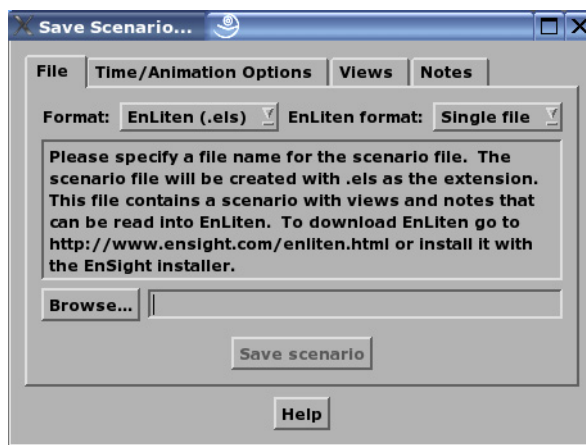 Save Scenario...
File Time/Animation Options Views Notes
Format: EnLiten (.els) EnLiten format: Single file
Please specify a file name for the scenario file. The
scenario file will be created with .els as the extension.
This file contains a scenario with views and notes that
can be read into EnLiten. To download EnLiten go to
http://www.ensight.com/enliten.html or install it with
the EnSight installer.
Browse...
Save scenario
Help